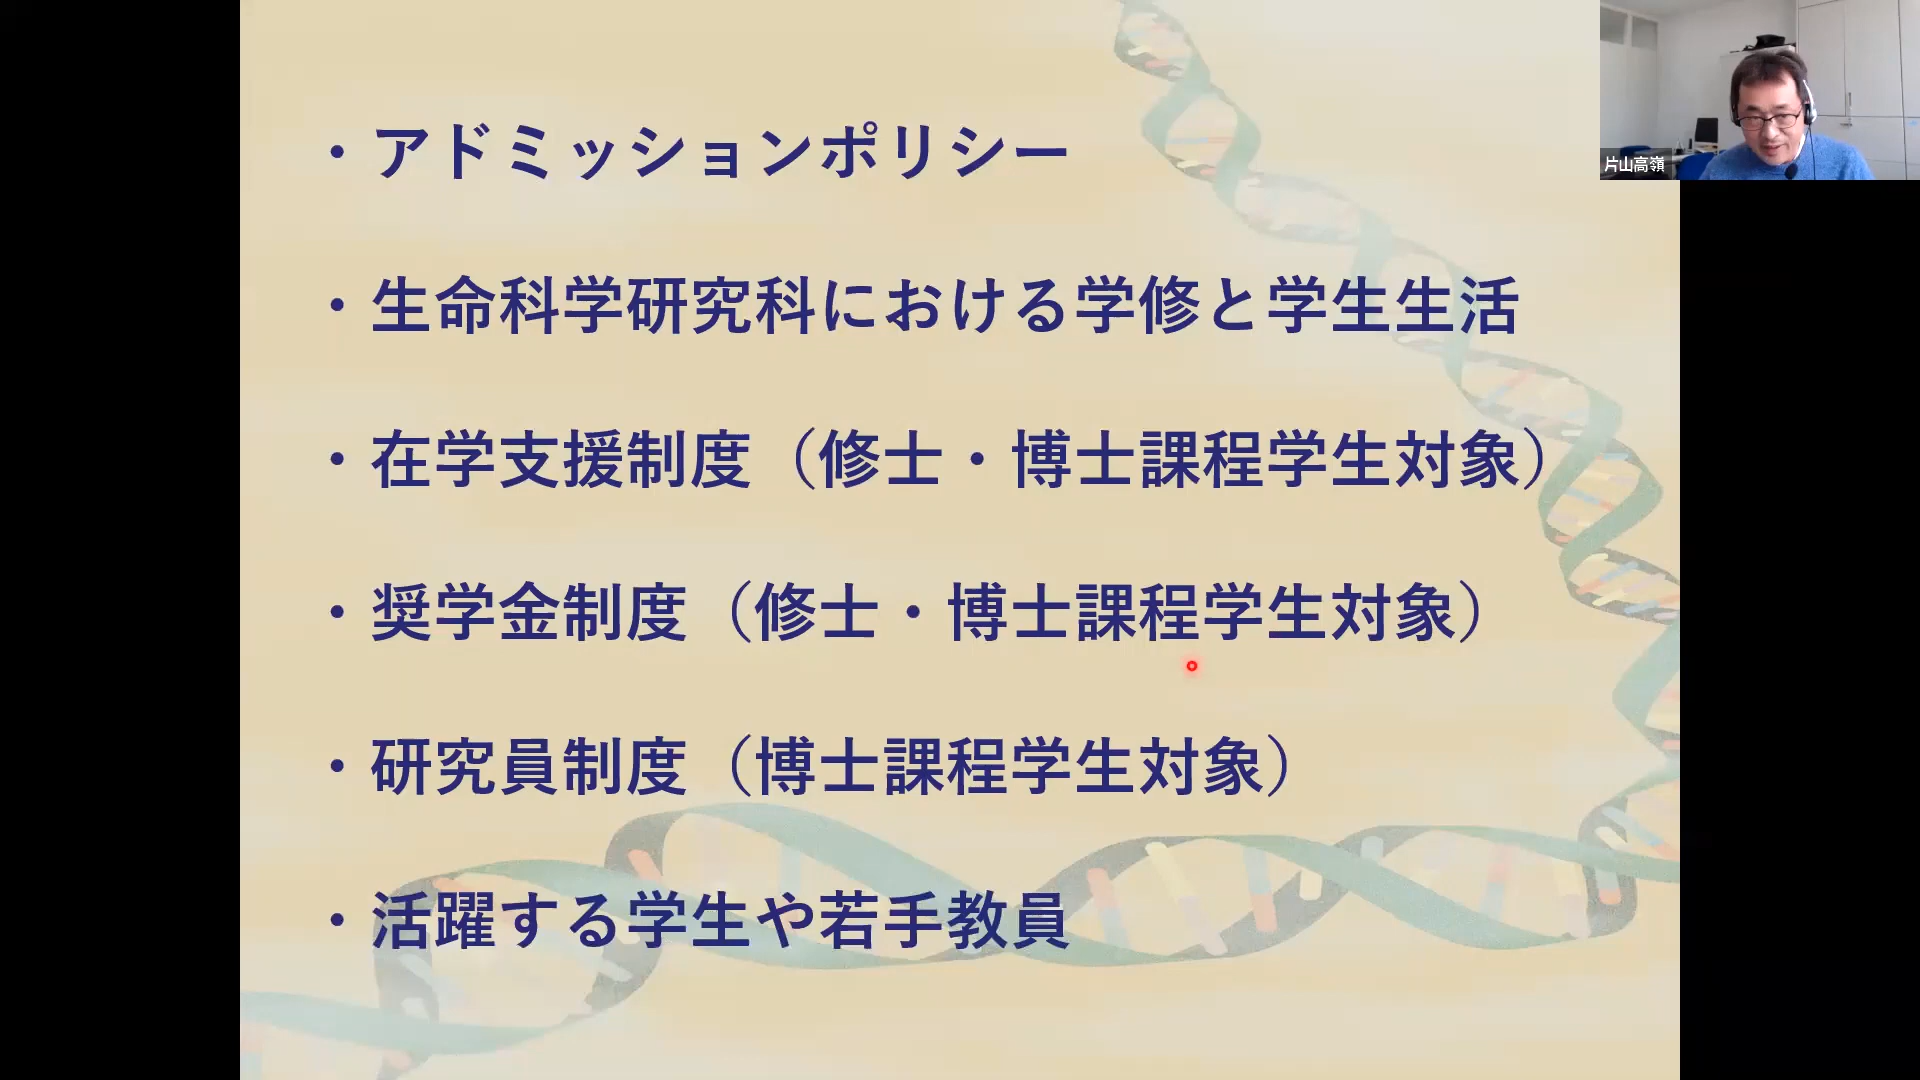 ・アドミッションポリシー
・生命科学研究科における学修と学生生活
・在学支援制度（修士・博士課程学生対象）
・奨学金制度（修士・博士課程学生対象）
・研究員制度（博士課程学生対象）
・活躍する学生や若手教員
片山高嶺